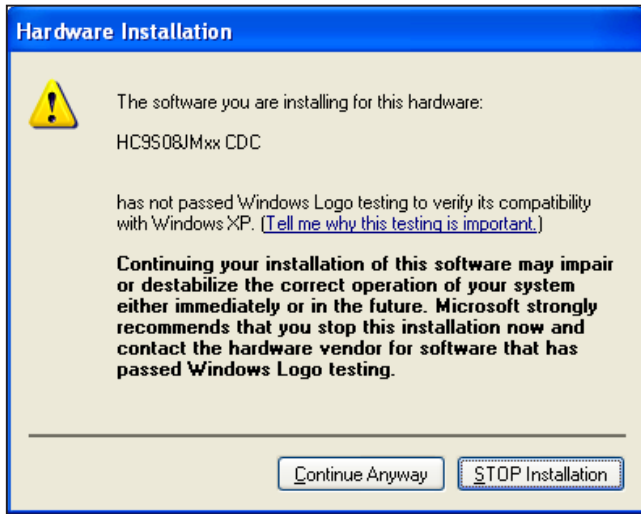 Hardware Installation
The software you are installing for this hardware:
HC9S08JMxx CDC
has not passed Windows Logo testing to verify its compatibility
with Windows XP. (Tell me why this testing is important.)
Continuing your installation of this software may impair
or destabilize the correct operation of your system
either immediately or in the future. Microsoft strongly
recommends that you stop this installation now and
contact the hardware vendor for software that has
passed Windows Logo testing.
Continue Anyway
STOP Installation